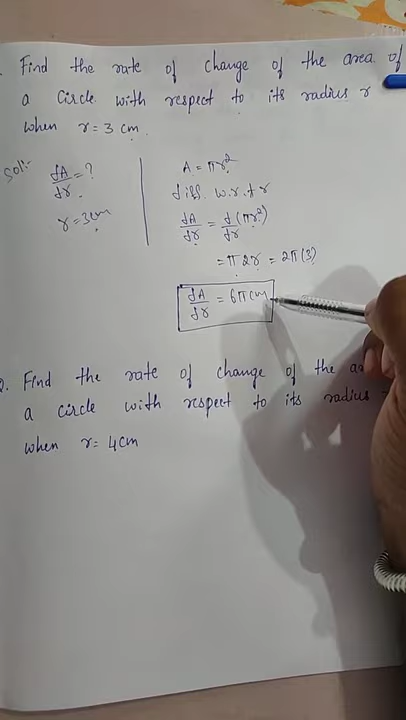 Find the rate of change of the area of
a circle with respect to its radius r
when r = 3 cm.
Sol:-
dA/dr = ?
r = 3cm
A = πr²
diff w.r.t r
dA/dr = d/dr (πr²)
= π 2r = 2π(3)
dA/dr = 6π cm
2. Find the rate of change of the
a circle with respect to its radius
when r = 4cm